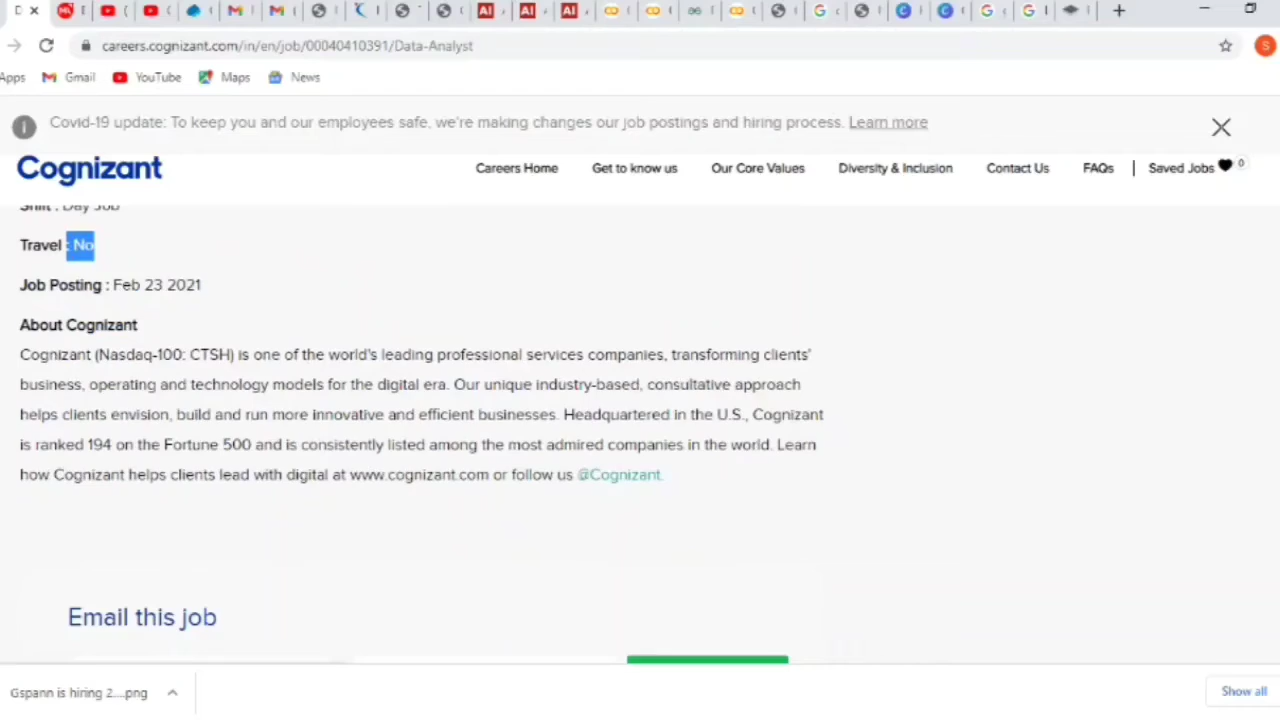 careers.cognizant.com/in/en/job/00040410391/Data-Analyst
Apps Gmail YouTube Maps News
Covid-19 update: To keep you and our employees safe, we're making changes our job postings and hiring process. Learn more
Cognizant Careers Home Get to know us Our Core Values Diversity & Inclusion Contact Us FAQs | Saved Jobs 0
Shift : Day Job
Travel : No
Job Posting : Feb 23 2021
About Cognizant
Cognizant (Nasdaq-100: CTSH) is one of the world's leading professional services companies, transforming clients'
business, operating and technology models for the digital era. Our unique industry-based, consultative approach
helps clients envision, build and run more innovative and efficient businesses. Headquartered in the U.S., Cognizant
is ranked 194 on the Fortune 500 and is consistently listed among the most admired companies in the world. Learn
how Cognizant helps clients lead with digital at www.cognizant.com or follow us @Cognizant.
Email this job
Gspann is hiring 2....png Show all